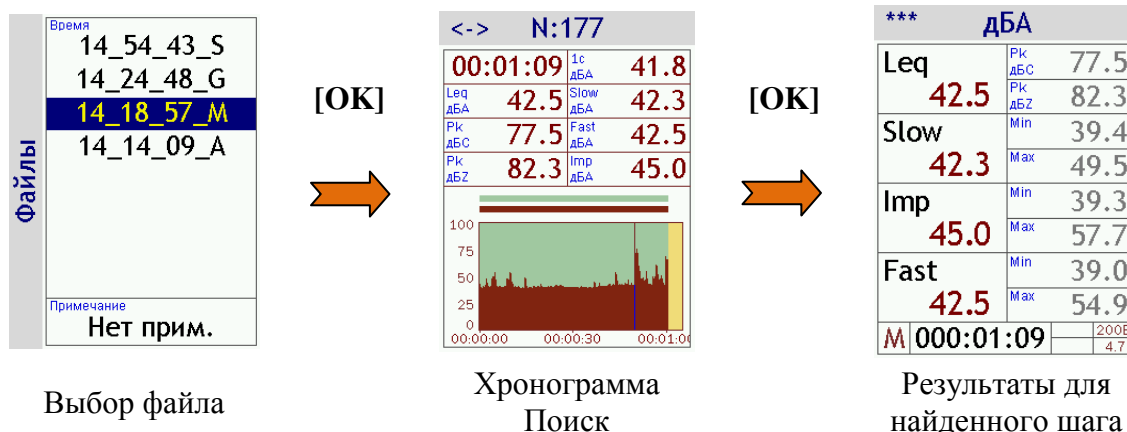 Файлы
Время
14_54_43_S
14_24_48_G
14_18_57_M
14_14_09_A
Примечание
Нет прим.
Выбор файла
[OK]
<-> N:177
00:01:09 1с дБА 41.8
Leq дБА 42.5 Slow дБА 42.3
Pk дБС 77.5 Fast дБА 42.5
Pk дБZ 82.3 Imp дБА 45.0
100
75
50
25
0
00:00:00 00:00:30 00:01:00
Хронограмма
Поиск
[OK]
*** дБА
Leq Pk дБС 77.5
42.5 Pk дБZ 82.3
Slow Min 39.4
42.3 Max 49.5
Imp Min 39.3
45.0 Max 57.7
Fast Min 39.0
42.5 Max 54.9
M 000:01:09 4.7
Результаты для
найденного шага